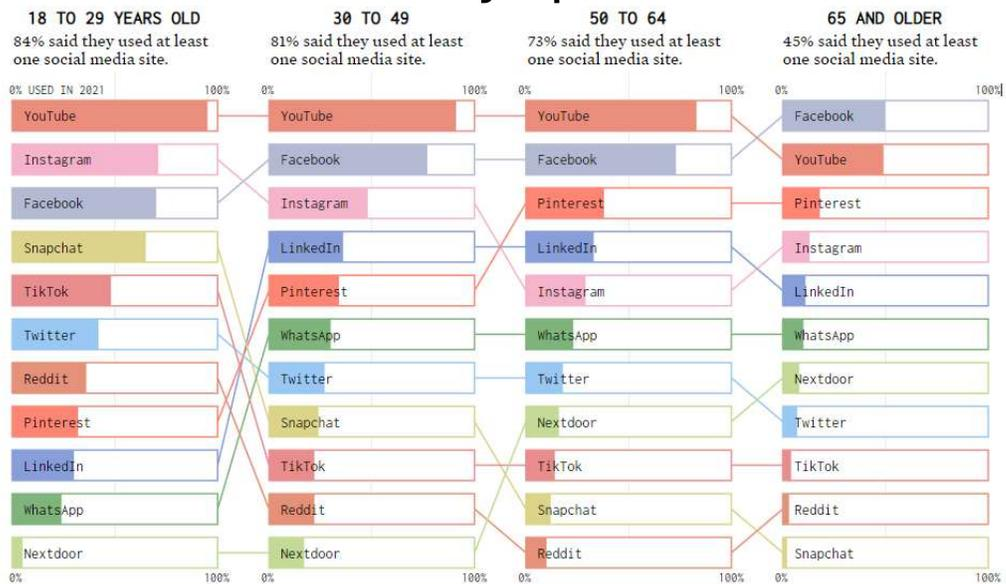 18 TO 29 YEARS OLD
84% said they used at least
one social media site.
0% USED IN 2021 100%
YouTube
Instagram
Facebook
Snapchat
TikTok
Twitter
Reddit
Pinterest
LinkedIn
WhatsApp
Nextdoor
0% 100%
30 TO 49
81% said they used at least
one social media site.
0% 100%
YouTube
Facebook
Instagram
LinkedIn
Pinterest
WhatsApp
Twitter
Snapchat
TikTok
Reddit
Nextdoor
0% 100%
50 TO 64
73% said they used at least
one social media site.
0% 100%
YouTube
Facebook
Pinterest
LinkedIn
Instagram
WhatsApp
Twitter
Nextdoor
TikTok
Snapchat
Reddit
0% 100%
65 AND OLDER
45% said they used at least
one social media site.
0% 100%
Facebook
YouTube
Pinterest
Instagram
LinkedIn
WhatsApp
Nextdoor
Twitter
TikTok
Reddit
Snapchat
0% 100%